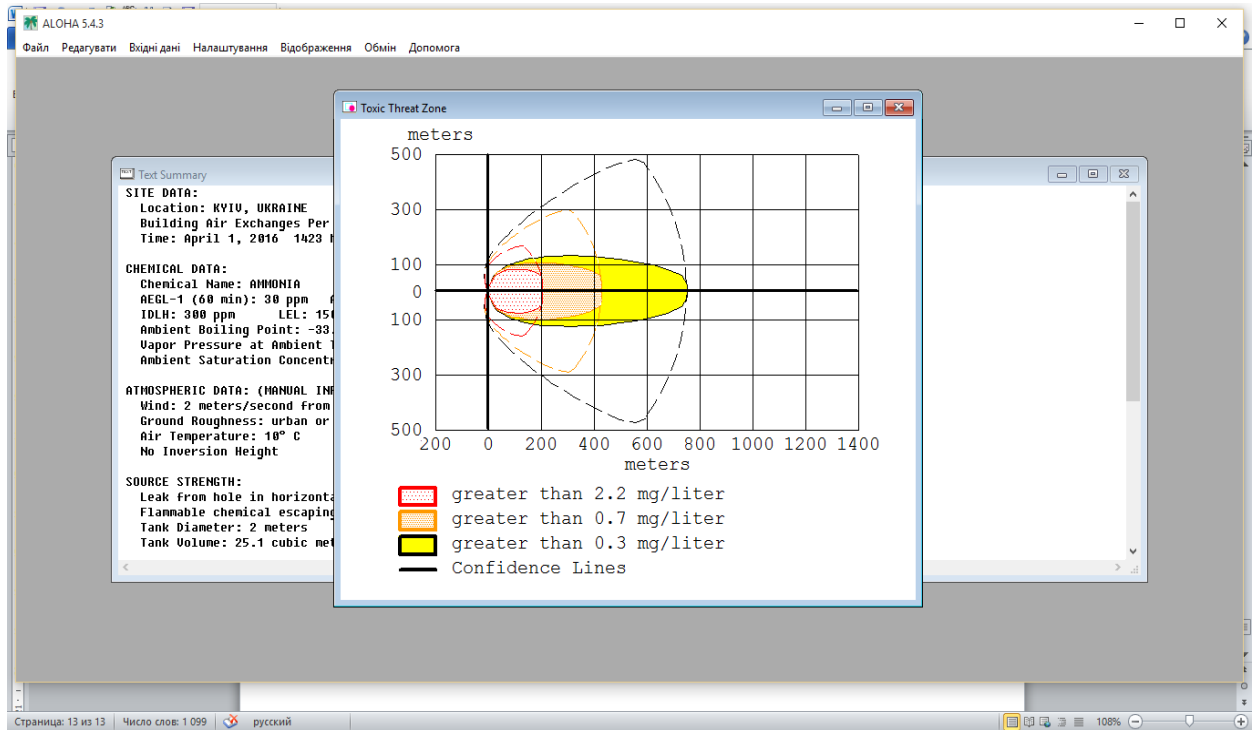 ALOHA 5.4.3
Файл Редагувати Вхідні дані Налаштування Відображення Обмін Допомога
Text Summary
SITE DATA:
Location: KYIV, UKRAINE
Building Air Exchanges Per
Time: April 1, 2016 1423
CHEMICAL DATA:
Chemical Name: AMMONIA
AEGL-1 (60 min): 30 ppm
IDLH: 300 ppm LEL:
Ambient Boiling Point: -33.
Vapor Pressure at Ambient
Ambient Saturation
ATMOSPHERIC DATA: (MANUAL
Wind: 2 meters/second from
Ground Roughness: urban or
Air Temperature: 10° C
No Inversion Height
SOURCE STRENGTH:
Leak from hole in
Flammable chemical escaping
Tank Diameter: 2 meters
Tank Volume: 25.1 cubic
Toxic Threat Zone
meters
500
300
100
0
100
300
500
200 0 200 400 600 800 1000 1200 1400
meters
greater than 2.2 mg/liter
greater than 0.7 mg/liter
greater than 0.3 mg/liter
Confidence Lines
Страница: 13 из 13 Число слов: 1 099 русский 108%